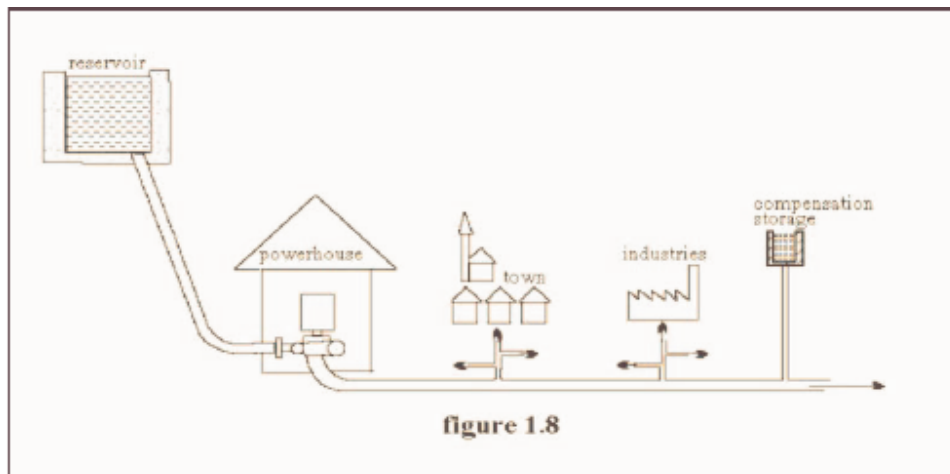 reservoir
powerhouse
town
industries
compensation
storage
figure 1.8